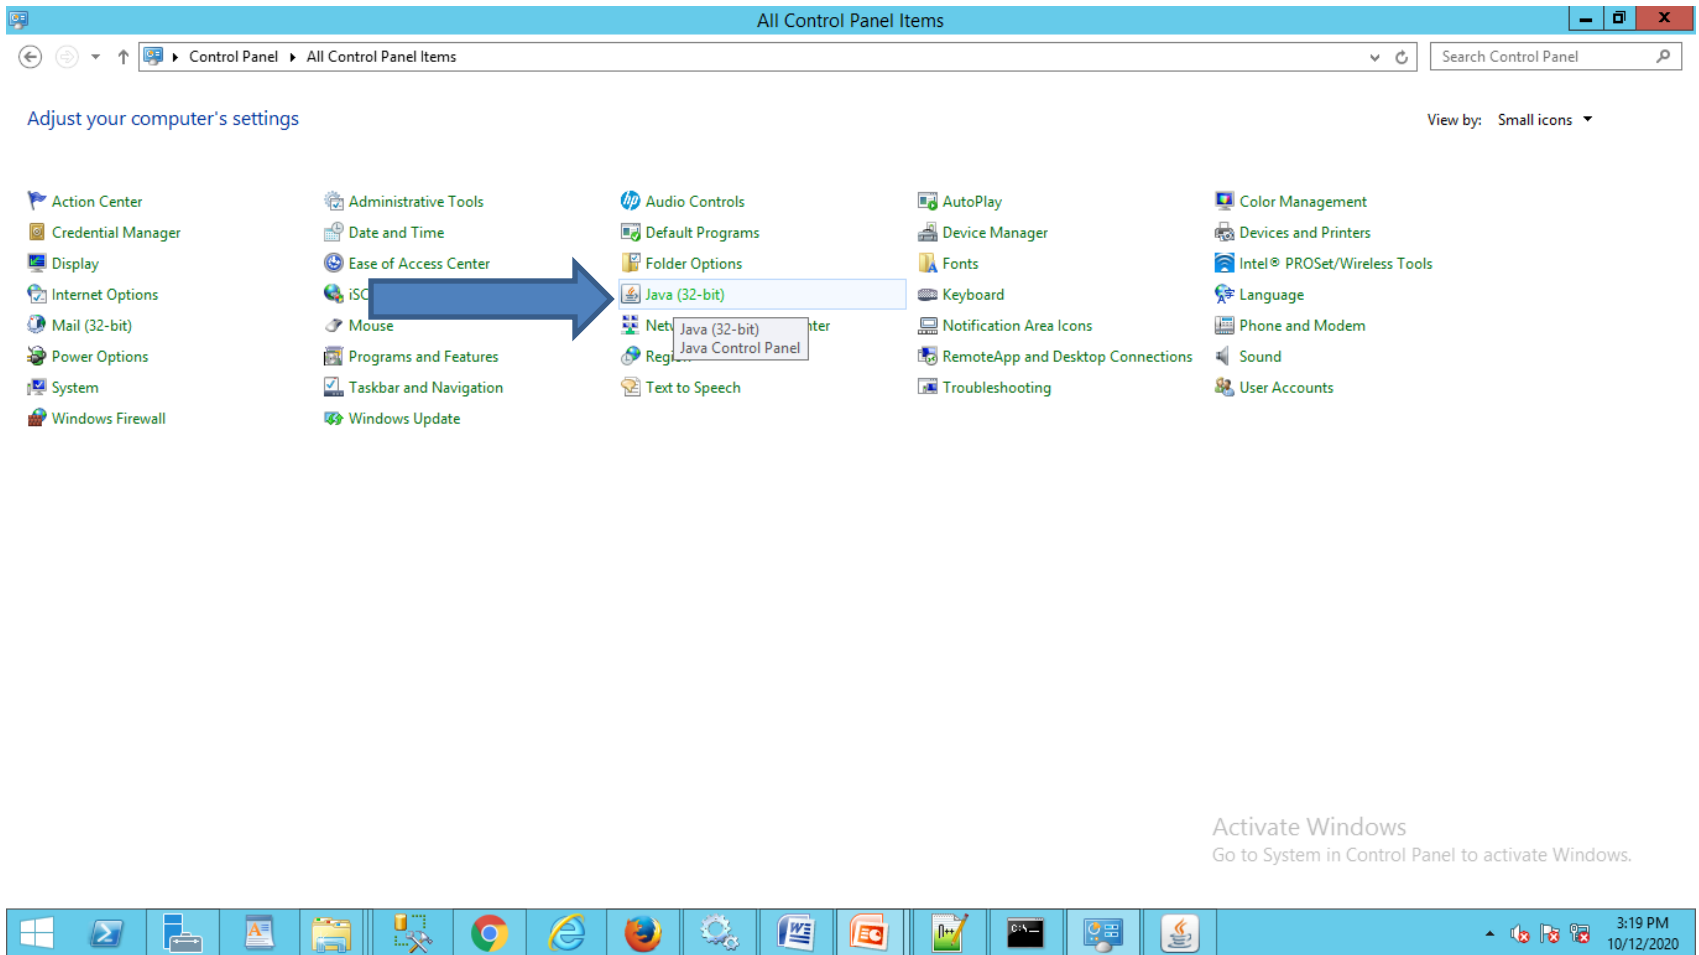 All Control Panel Items
Control Panel All Control Panel Items
Search Control Panel
Adjust your computer's settings
View by: Small icons
Action Center
Administrative Tools
Audio Controls
AutoPlay
Color Management
Credential Manager
Date and Time
Default Programs
Device Manager
Devices and Printers
Display
Ease of Access Center
Folder Options
Fonts
Intel® PROSet/Wireless Tools
Internet Options
Java (32-bit)
Keyboard
Language
Mail (32-bit)
Mouse
Java (32-bit)
Java Control Panel
Notification Area Icons
Phone and Modem
Power Options
Programs and Features
RemoteApp and Desktop Connections
Sound
System
Taskbar and Navigation
Text to Speech
Troubleshooting
User Accounts
Windows Firewall
Windows Update
Activate Windows
Go to System in Control Panel to activate Windows.
3:19 PM
10/12/2020